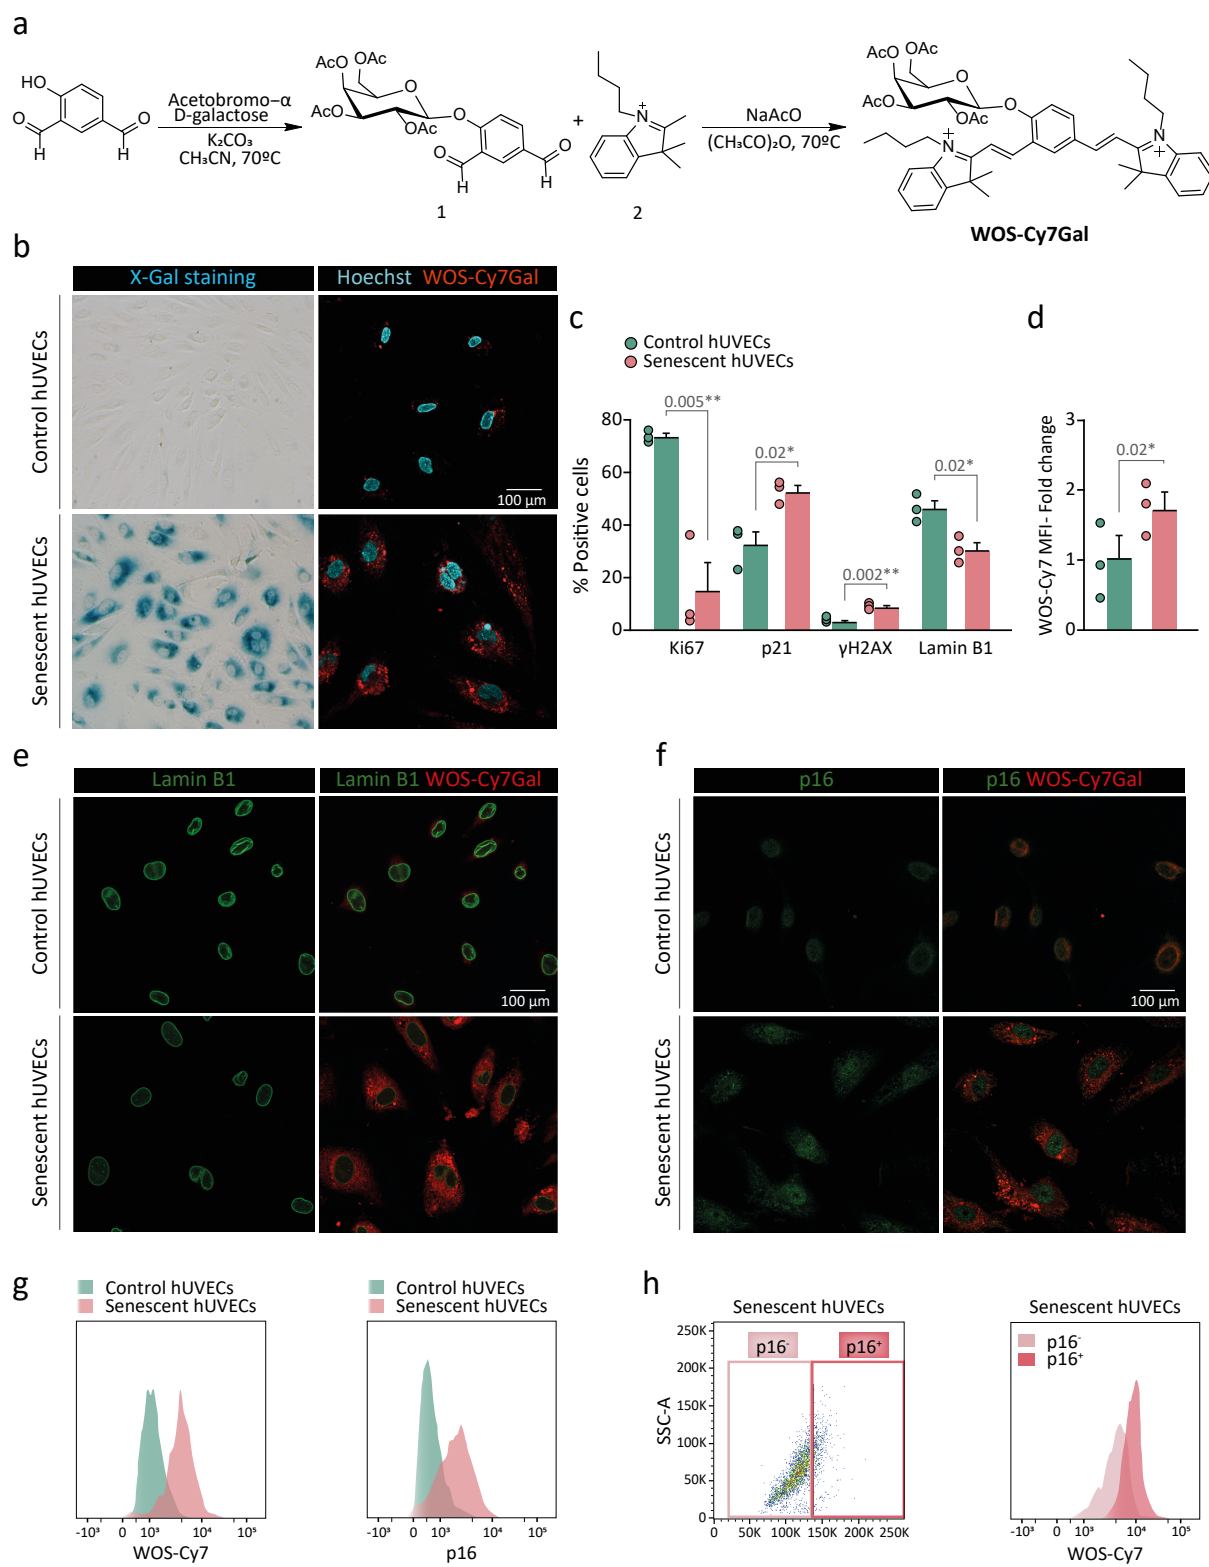 a
HO
O
H
H
O
Acetobromo–α
D-galactose
K₂CO₃
CH₃CN, 70ºC
AcO
OAc
O
AcO
OAc
O
O
H
O
H
1
+
N
+
2
NaAcO
(CH₃CO)₂O, 70ºC
AcO
OAc
O
AcO
OAc
O
N
+
N
+
WOS-Cy7Gal
b
X-Gal staining
Hoechst WOS-Cy7Gal
Control hUVECs
100 µm
Senescent hUVECs
c
Control hUVECs
Senescent hUVECs
% Positive cells
80
60
40
20
0
0.005**
0.02*
0.002**
0.02*
Ki67
p21
γH2AX
Lamin B1
d
WOS-Cy7 MFI- Fold change
3
2
1
0
0.02*
e
Lamin B1
Lamin B1 WOS-Cy7Gal
Control hUVECs
100 µm
Senescent hUVECs
f
p16
p16 WOS-Cy7Gal
Control hUVECs
100 µm
Senescent hUVECs
g
Control hUVECs
Senescent hUVECs
-10³ 0 10³ 10⁴ 10⁵
WOS-Cy7
Control hUVECs
Senescent hUVECs
-10³ 0 10³ 10⁴ 10⁵
p16
h
Senescent hUVECs
p16⁻
p16⁺
SSC-A
250K
200K
150K
100K
50K
0
0 50K 100K 150K 200K 250K
Senescent hUVECs
p16⁻
p16⁺
-10³ 0 10³ 10⁴ 10⁵
WOS-Cy7